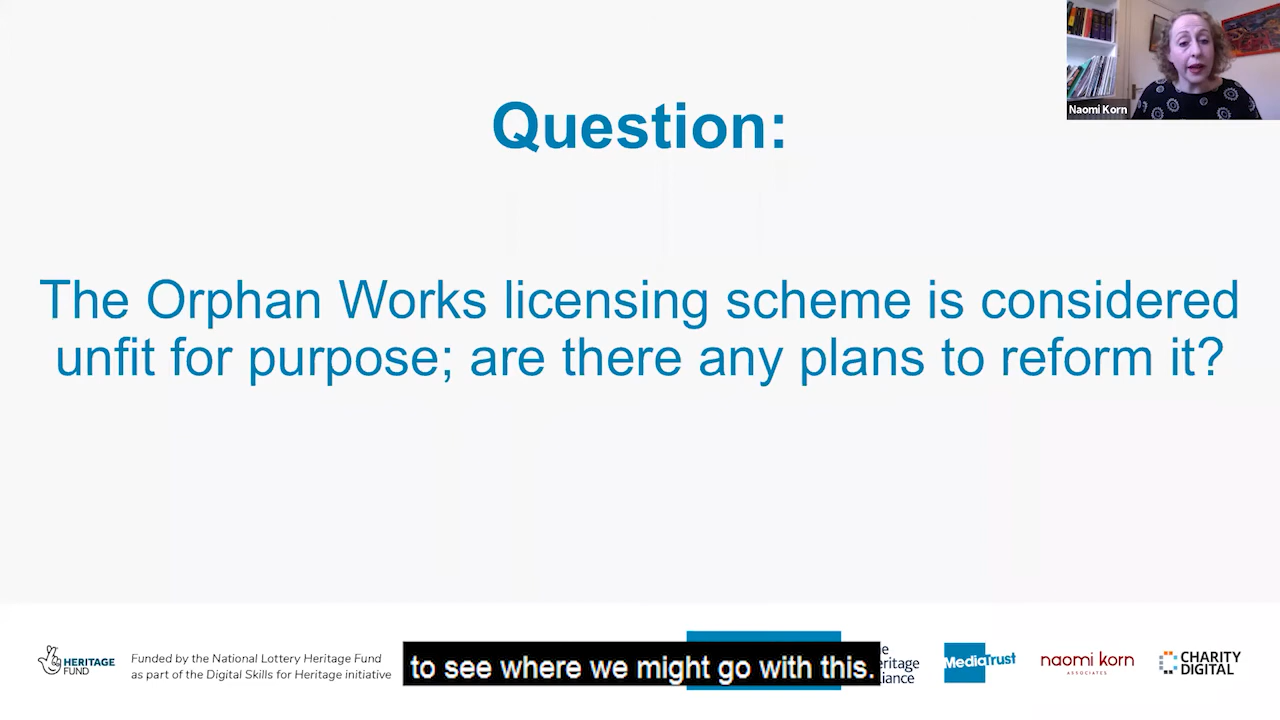 Naomi Korn
Question:
The Orphan Works licensing scheme is considered
unfit for purpose; are there any plans to reform it?
HERITAGE
FUND
Funded by the National Lottery Heritage Fund
as part of the Digital Skills for Heritage initiative
to see where we might go with this.
MediaTrust
naomi korn
ASSOCIATES
CHARITY
DIGITAL